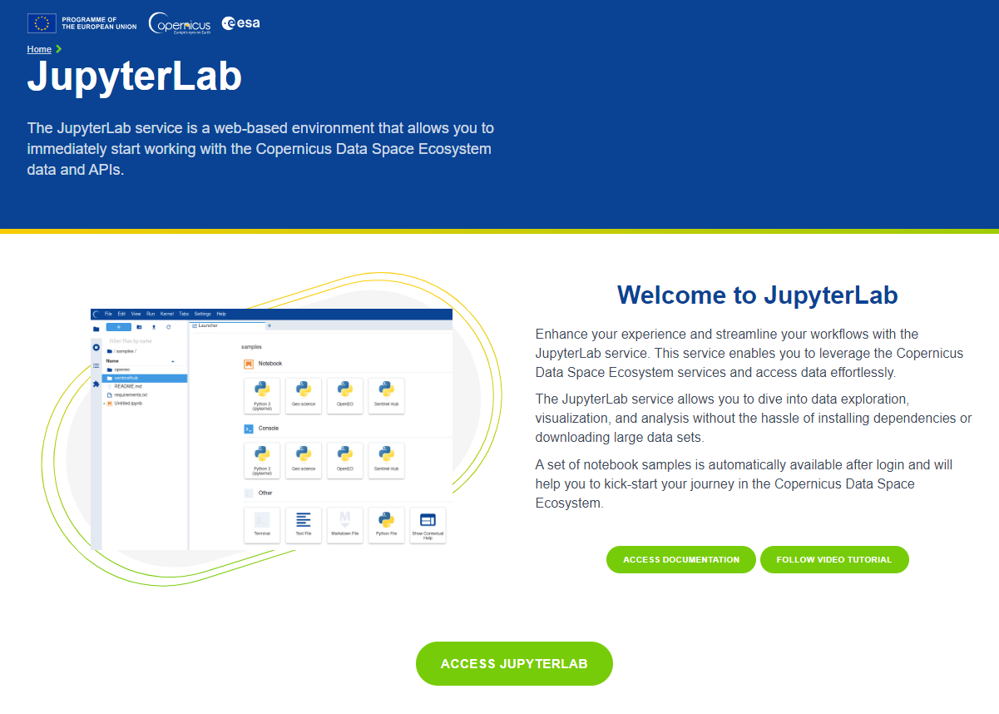 PROGRAMME OF
THE EUROPEAN UNION
opernicus
Europe's eyes on Earth
esa
Home
JupyterLab
The JupyterLab service is a web-based environment that allows you to
immediately start working with the Copernicus Data Space Ecosystem
data and APIs.
File Edit View Run Kernel Tabs Settings Help
Launcher
Filter files by name
/ samples /
Name
openeo
sentinelhub
README.md
requirements.txt
Untitled.ipynb
samples
Notebook
Python 3
(ipykernel)
Geo science
OpenEO
Sentinel Hub
Console
Python 3
(ipykernel)
Geo science
OpenEO
Sentinel Hub
Other
Terminal
Text File
Markdown File
Python File
Show Contextual
Help
Welcome to JupyterLab
Enhance your experience and streamline your workflows with the
JupyterLab service. This service enables you to leverage the Copernicus
Data Space Ecosystem services and access data effortlessly.
The JupyterLab service allows you to dive into data exploration,
visualization, and analysis without the hassle of installing dependencies or
downloading large data sets.
A set of notebook samples is automatically available after login and will
help you to kick-start your journey in the Copernicus Data Space
Ecosystem.
ACCESS DOCUMENTATION
FOLLOW VIDEO TUTORIAL
ACCESS JUPYTERLAB